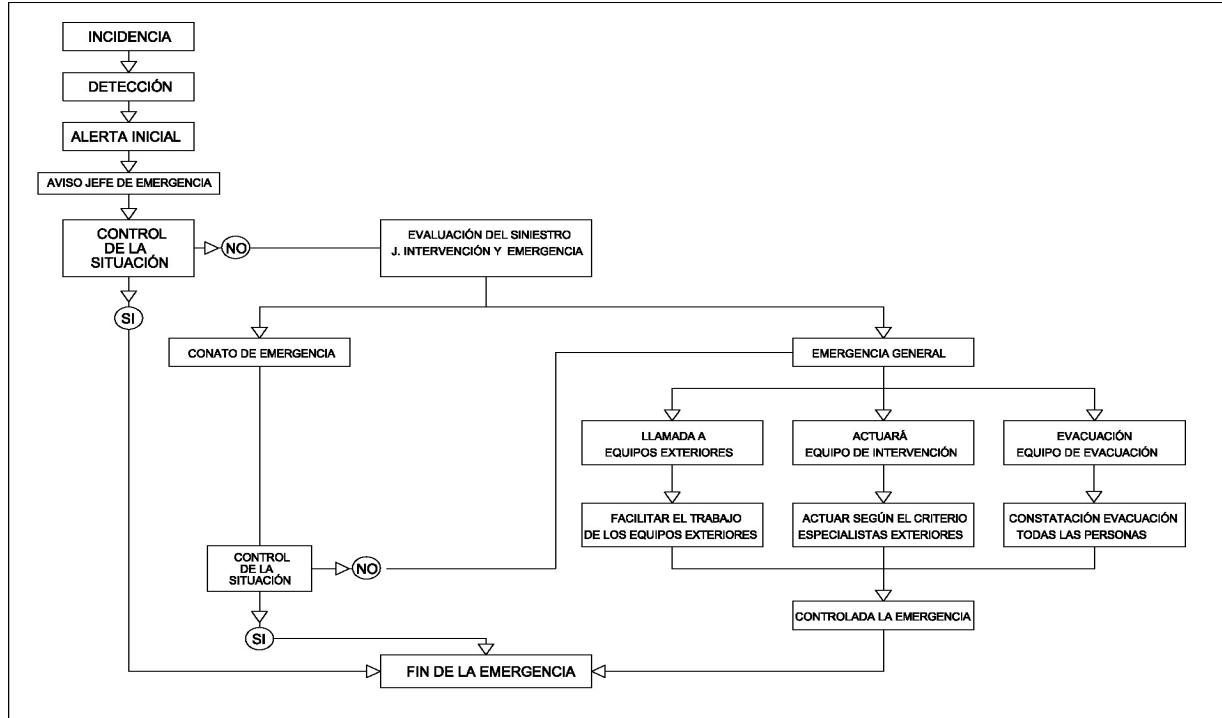 INCIDENCIA
DETECCIÓN
ALERTA INICIAL
AVISO JEFE DE EMERGENCIA
CONTROL
DE LA
SITUACIÓN
NO
EVALUACIÓN DEL SINIESTRO
J. INTERVENCIÓN Y EMERGENCIA
SI
CONATO DE EMERGENCIA
EMERGENCIA GENERAL
LLAMADA A
EQUIPOS EXTERIORES
ACTUARÁ
EQUIPO DE INTERVENCIÓN
EVACUACIÓN
EQUIPO DE EVACUACIÓN
FACILITAR EL TRABAJO
DE LOS EQUIPOS EXTERIORES
ACTUAR SEGÚN EL CRITERIO
ESPECIALISTAS EXTERIORES
CONSTATACIÓN EVACUACIÓN
TODAS LAS PERSONAS
CONTROL
DE LA
SITUACIÓN
NO
SI
CONTROLADA LA EMERGENCIA
FIN DE LA EMERGENCIA